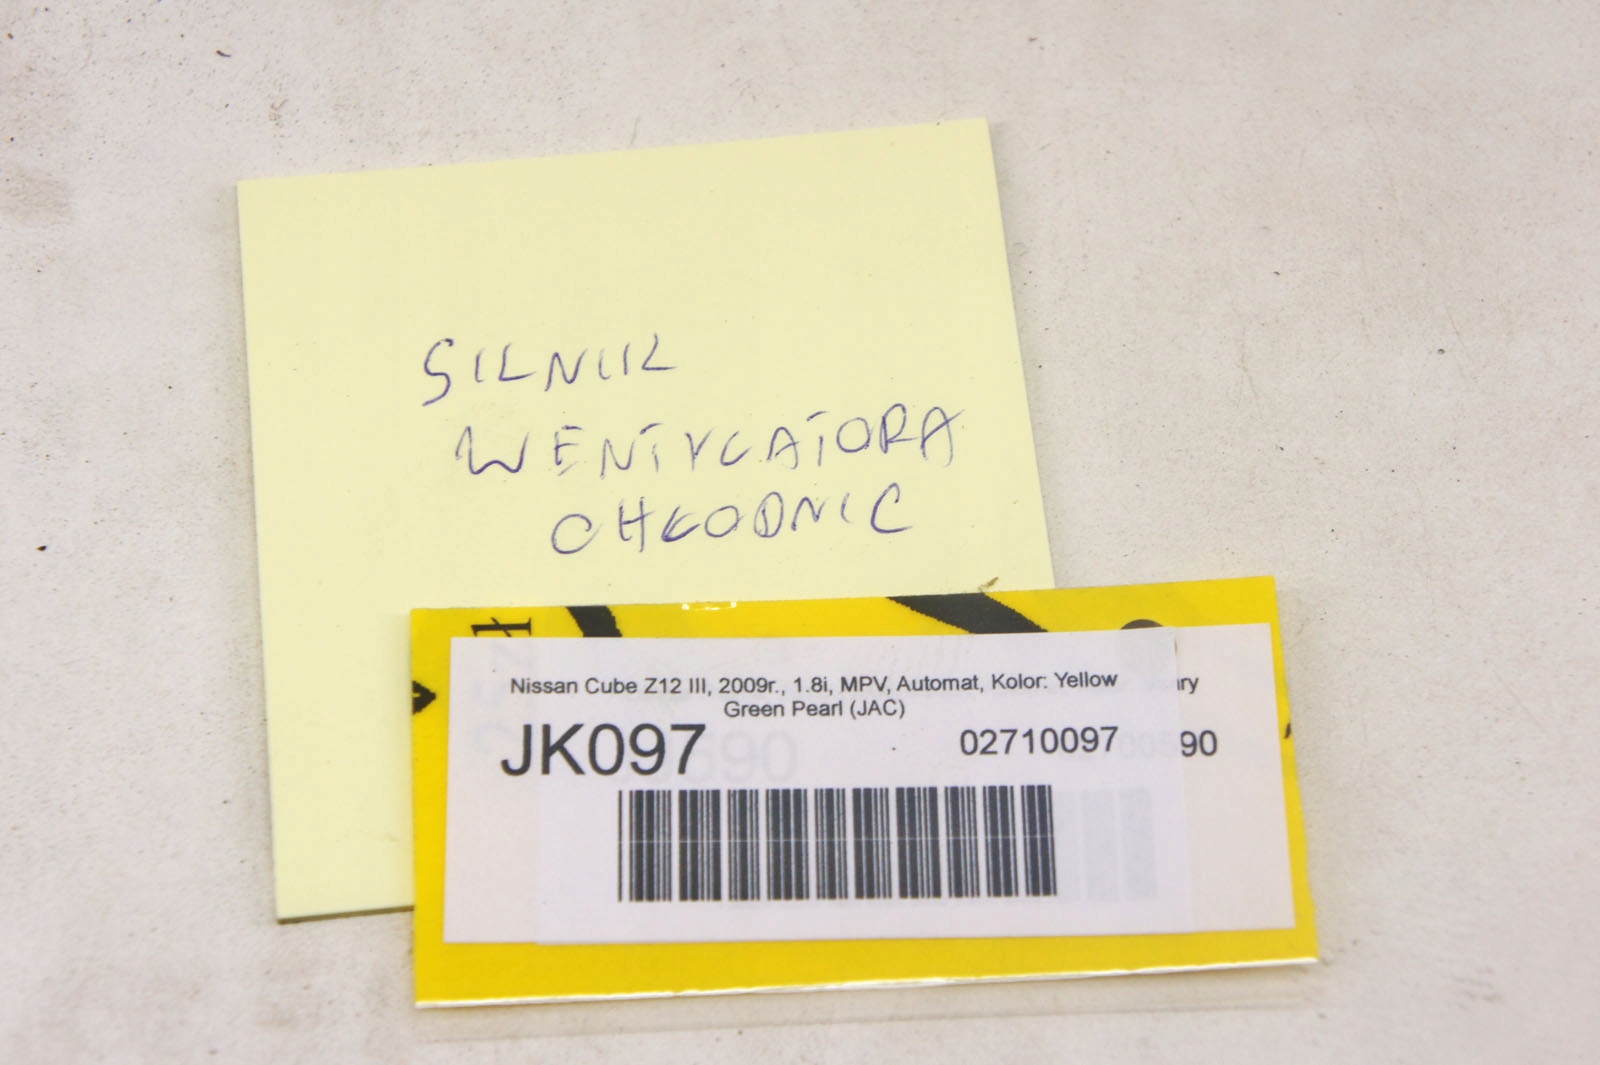 SILNIK
WENTYLATORA
CHŁODNIC
Nissan Cube Z12 III, 2009r., 1.8i, MPV, Automat, Kolor: Yellow
Green Pearl (JAC)
JK097
02710097
90